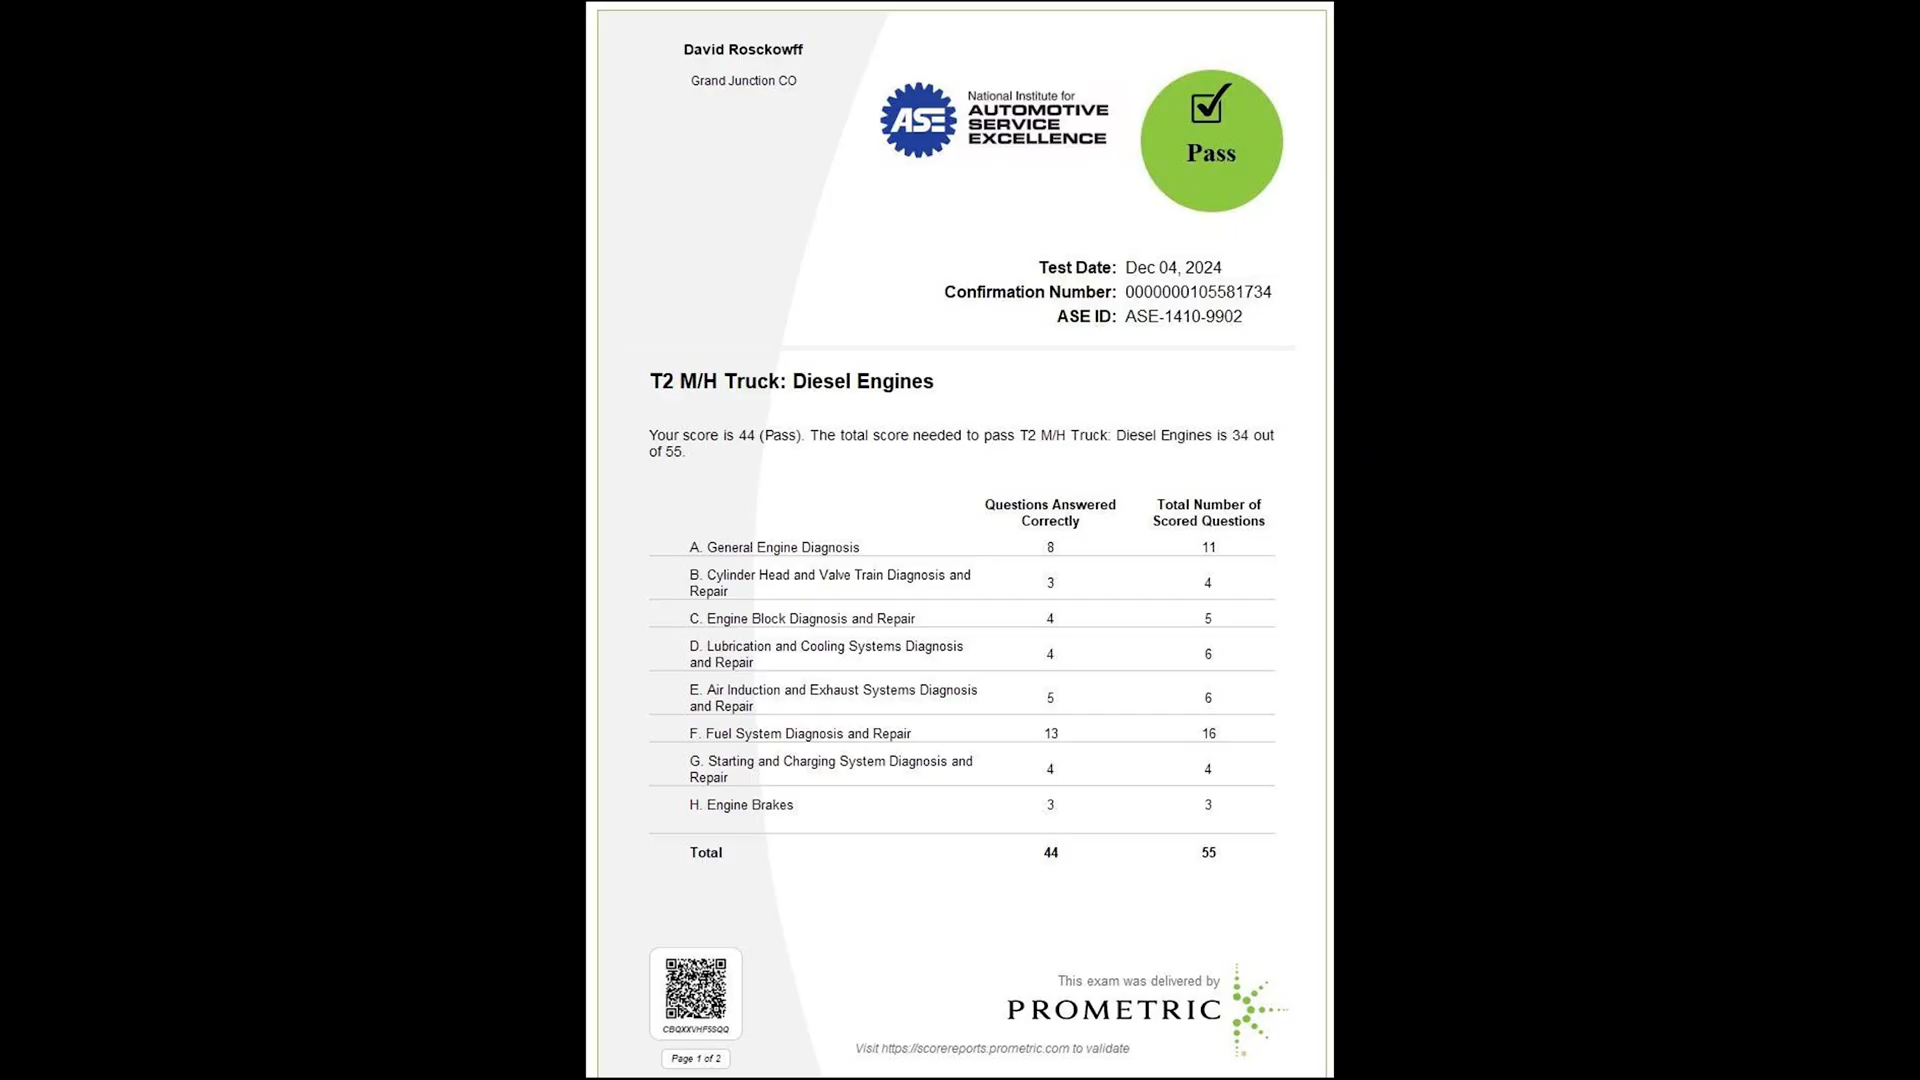 David Rosckowff
Grand Junction CO
ASE
National Institute for
AUTOMOTIVE
SERVICE
EXCELLENCE
Pass
Test Date: Dec 04, 2024
Confirmation Number: 0000000105581734
ASE ID: ASE-1410-9902
T2 M/H Truck: Diesel Engines
Your score is 44 (Pass). The total score needed to pass T2 M/H Truck: Diesel Engines is 34 out
of 55.
Questions Answered Total Number of
Correctly Scored Questions
A. General Engine Diagnosis 8 11
B. Cylinder Head and Valve Train Diagnosis and
Repair 3 4
C. Engine Block Diagnosis and Repair 4 5
D. Lubrication and Cooling Systems Diagnosis
and Repair 4 6
E. Air Induction and Exhaust Systems Diagnosis
and Repair 5 6
F. Fuel System Diagnosis and Repair 13 16
G. Starting and Charging System Diagnosis and
Repair 4 4
H. Engine Brakes 3 3
Total 44 55
CBQXXVHF5SQQ
Page 1 of 2
This exam was delivered by
PROMETRIC
Visit https://scorereports.prometric.com to validate